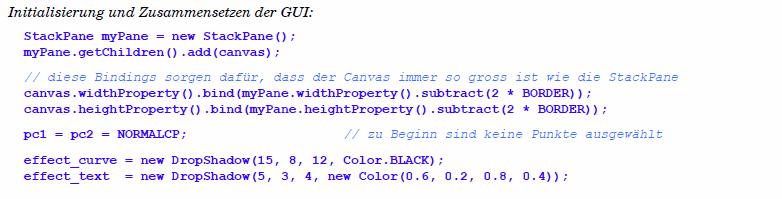 Initialisierung und Zusammensetzen der GUI:
StackPane myPane = new StackPane();
myPane.getChildren().add(canvas);
// diese Bindings sorgen dafür, dass der Canvas immer so gross ist wie die StackPane
canvas.widthProperty().bind(myPane.widthProperty().subtract(2 * BORDER));
canvas.heightProperty().bind(myPane.heightProperty().subtract(2 * BORDER));
pc1 = pc2 = NORMALCP; // zu Beginn sind keine Punkte ausgewählt
effect_curve = new DropShadow(15, 8, 12, Color.BLACK);
effect_text = new DropShadow(5, 3, 4, new Color(0.6, 0.2, 0.8, 0.4));